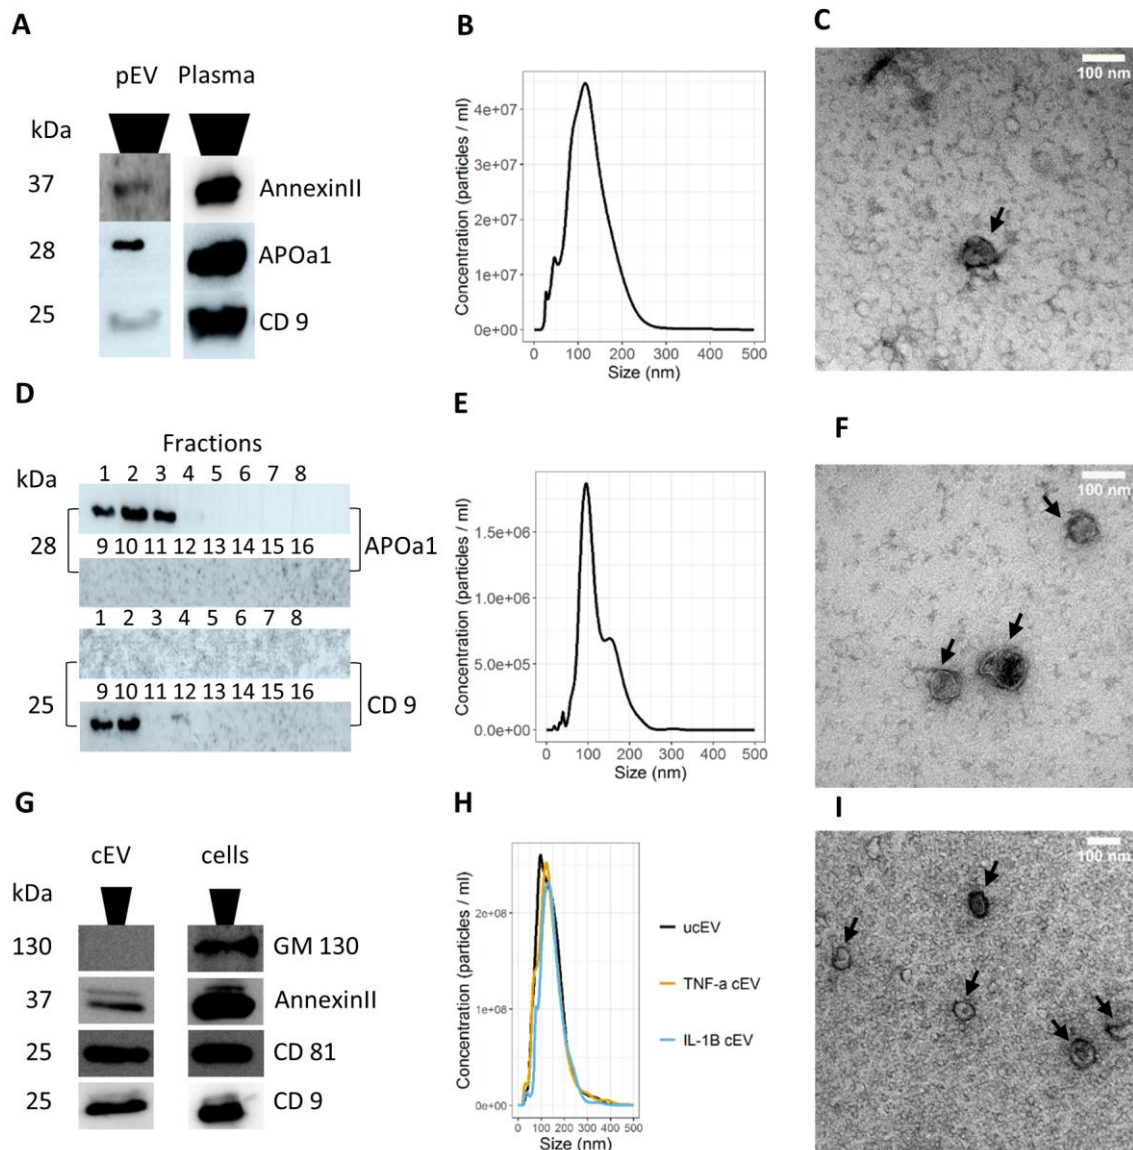 A
pEV Plasma
kDa
37 AnnexinII
28 APOa1
25 CD 9
B
Concentration (particles / ml)
4e+07
3e+07
2e+07
1e+07
0e+00
0 100 200 300 400 500
Size (nm)
C
100 nm
D
Fractions
kDa
1 2 3 4 5 6 7 8
28 APOa1
9 10 11 12 13 14 15 16
1 2 3 4 5 6 7 8
25 CD 9
9 10 11 12 13 14 15 16
E
Concentration (particles / ml)
1.5e+06
1.0e+06
5.0e+05
0.0e+00
0 100 200 300 400 500
Size (nm)
F
100 nm
G
cEV cells
kDa
130 GM 130
37 AnnexinII
25 CD 81
25 CD 9
H
Concentration (particles / ml)
2e+08
1e+08
0e+00
0 100 200 300 400 500
Size (nm)
ucEV
TNF-a cEV
IL-1B cEV
I
100 nm